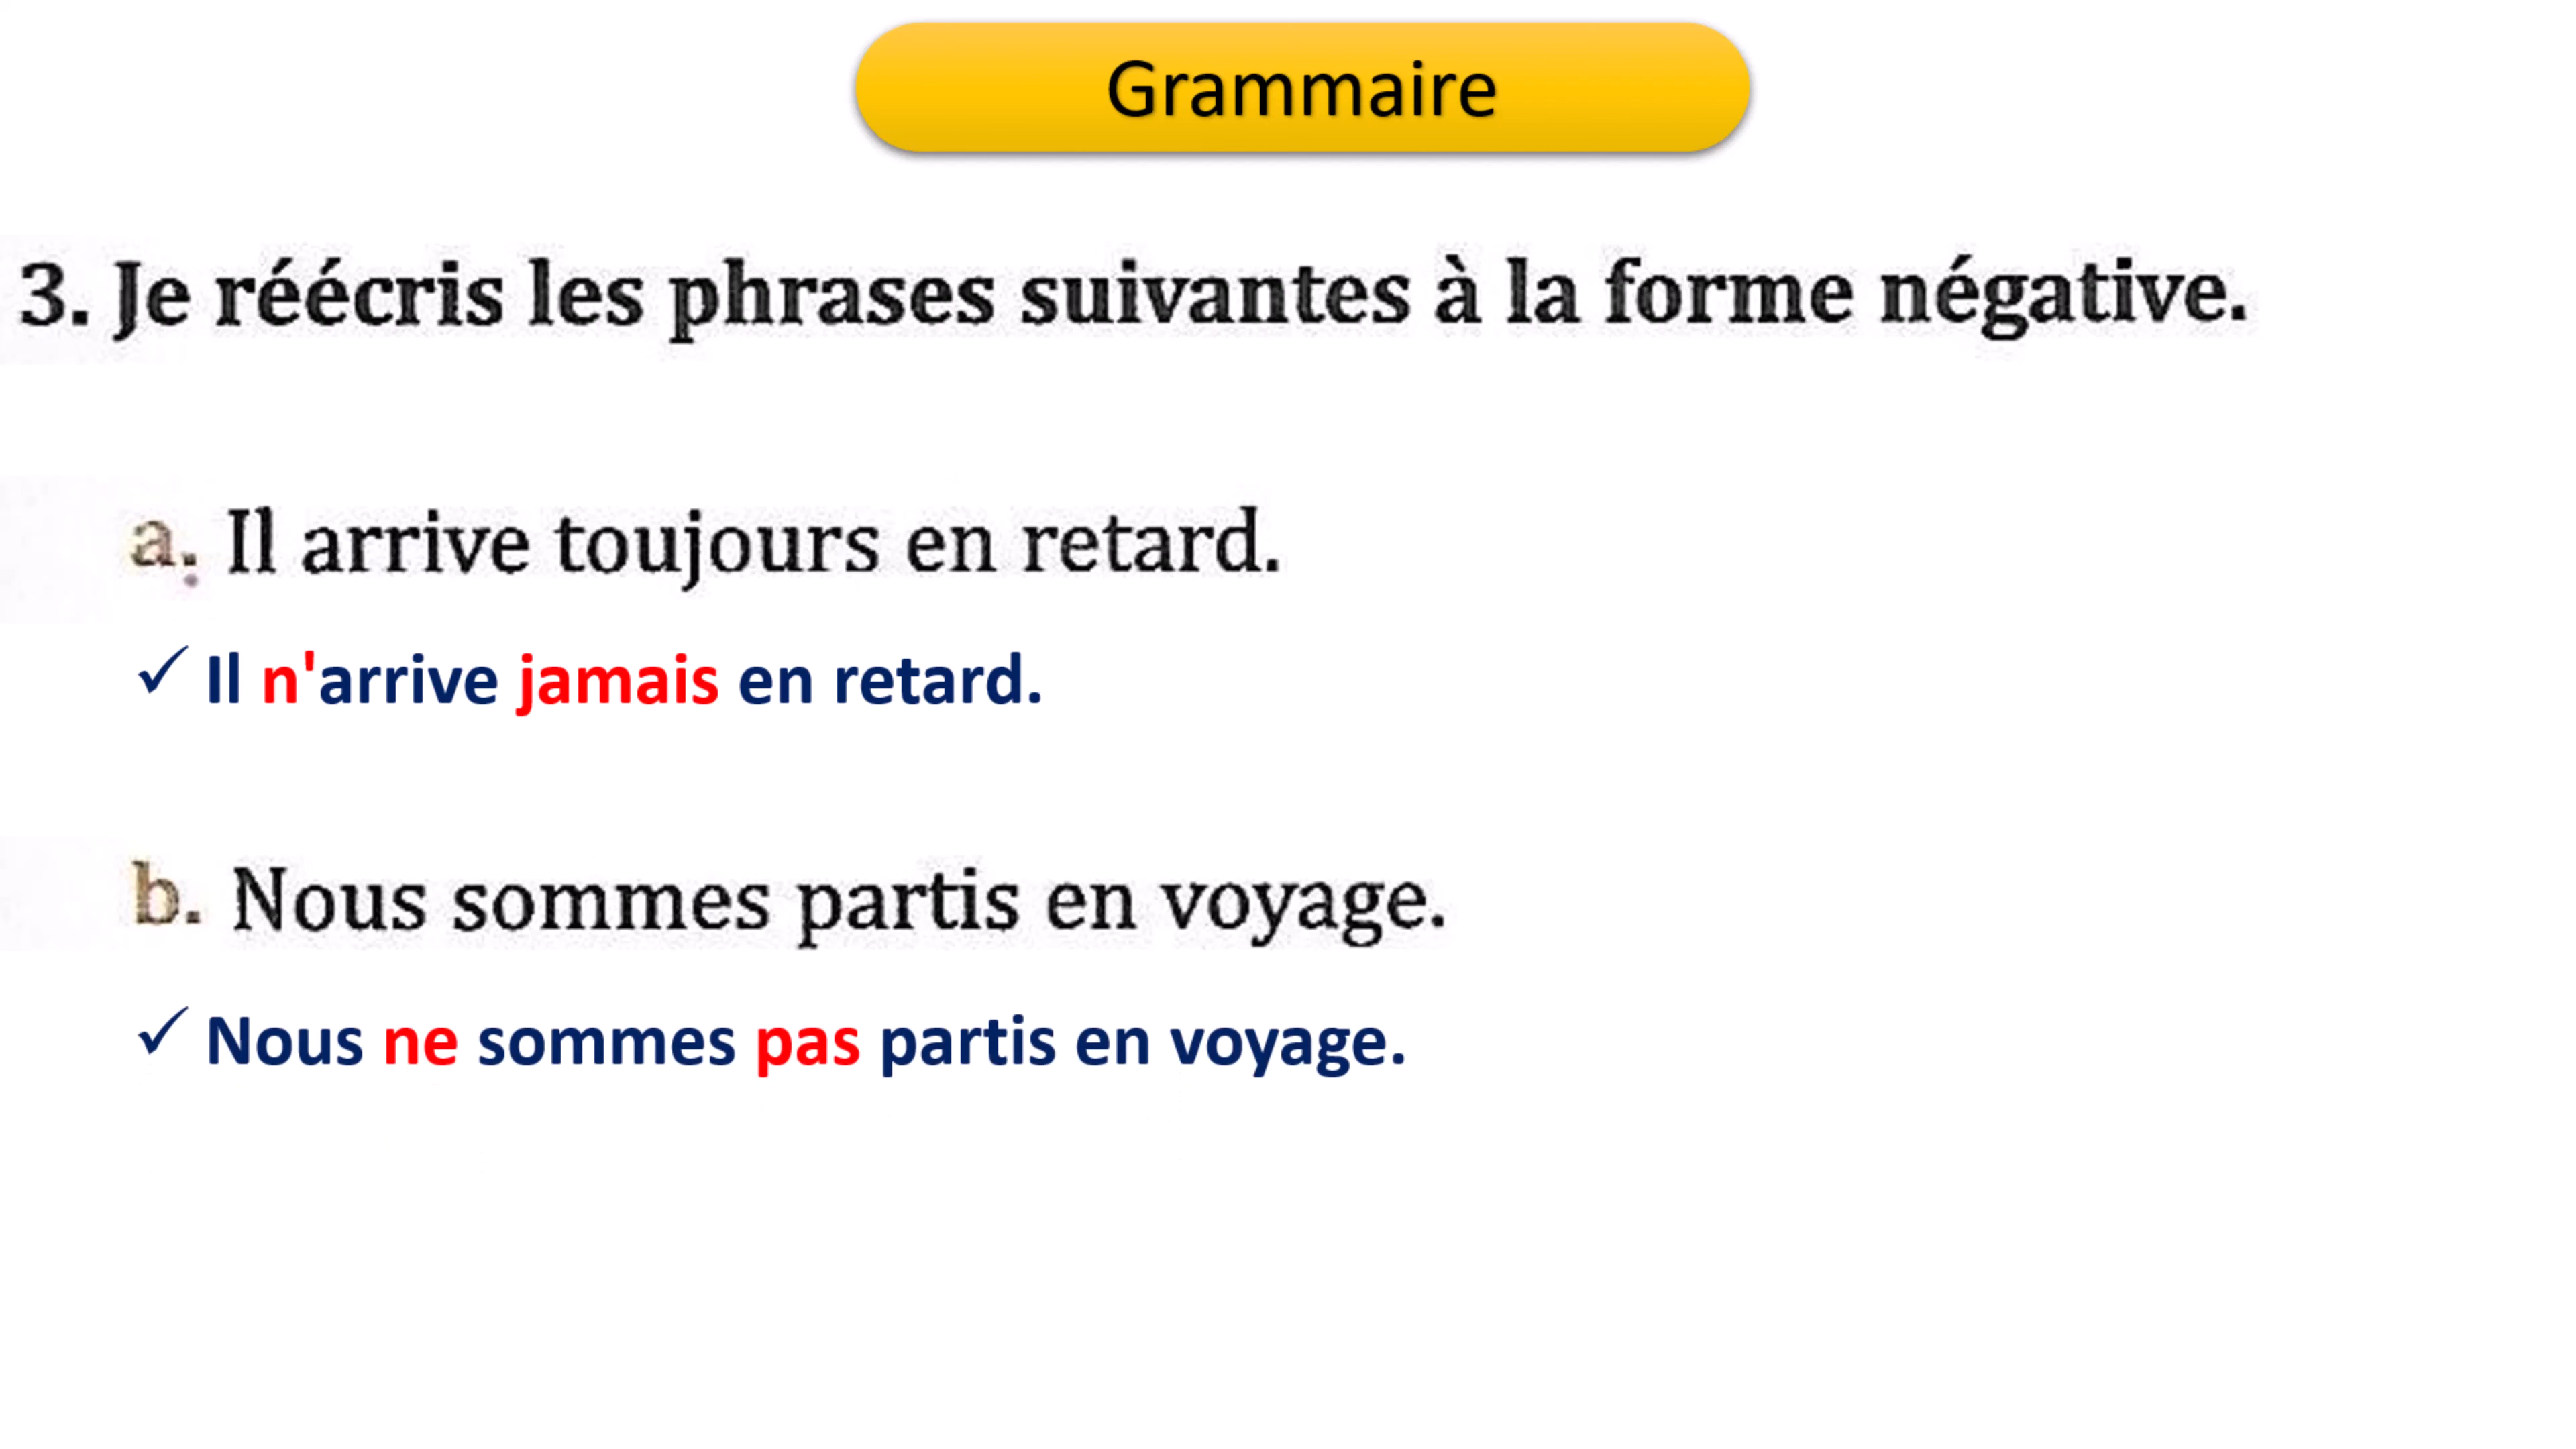 Grammaire
3. Je réécris les phrases suivantes à la forme négative.
a. Il arrive toujours en retard.
✓ Il n'arrive jamais en retard.
b. Nous sommes partis en voyage.
✓ Nous ne sommes pas partis en voyage.